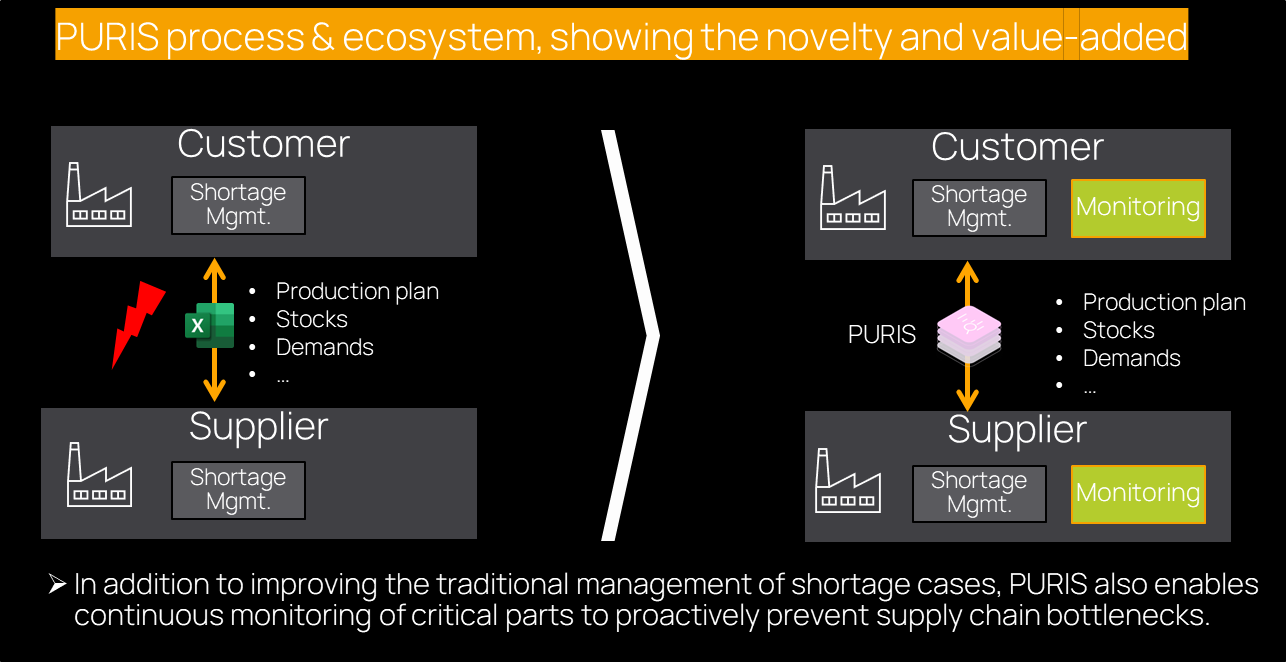 PURIS process & ecosystem, showing the novelty and value-added
Customer
Shortage
Mgmt.
X
• Production plan
• Stocks
• Demands
• ...
Supplier
Shortage
Mgmt.
Customer
Shortage
Mgmt.
Monitoring
PURIS
• Production plan
• Stocks
• Demands
• ...
Supplier
Shortage
Mgmt.
Monitoring
➢ In addition to improving the traditional management of shortage cases, PURIS also enables
continuous monitoring of critical parts to proactively prevent supply chain bottlenecks.